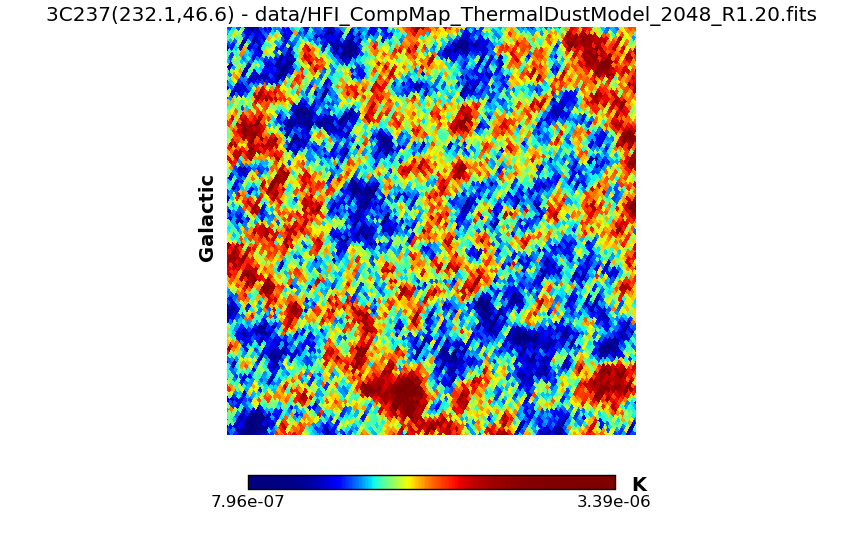 3C237(232.1,46.6) - data/HFI_CompMap_ThermalDustModel_2048_R1.20.fits
Galactic
K
7.96e-07 3.39e-06